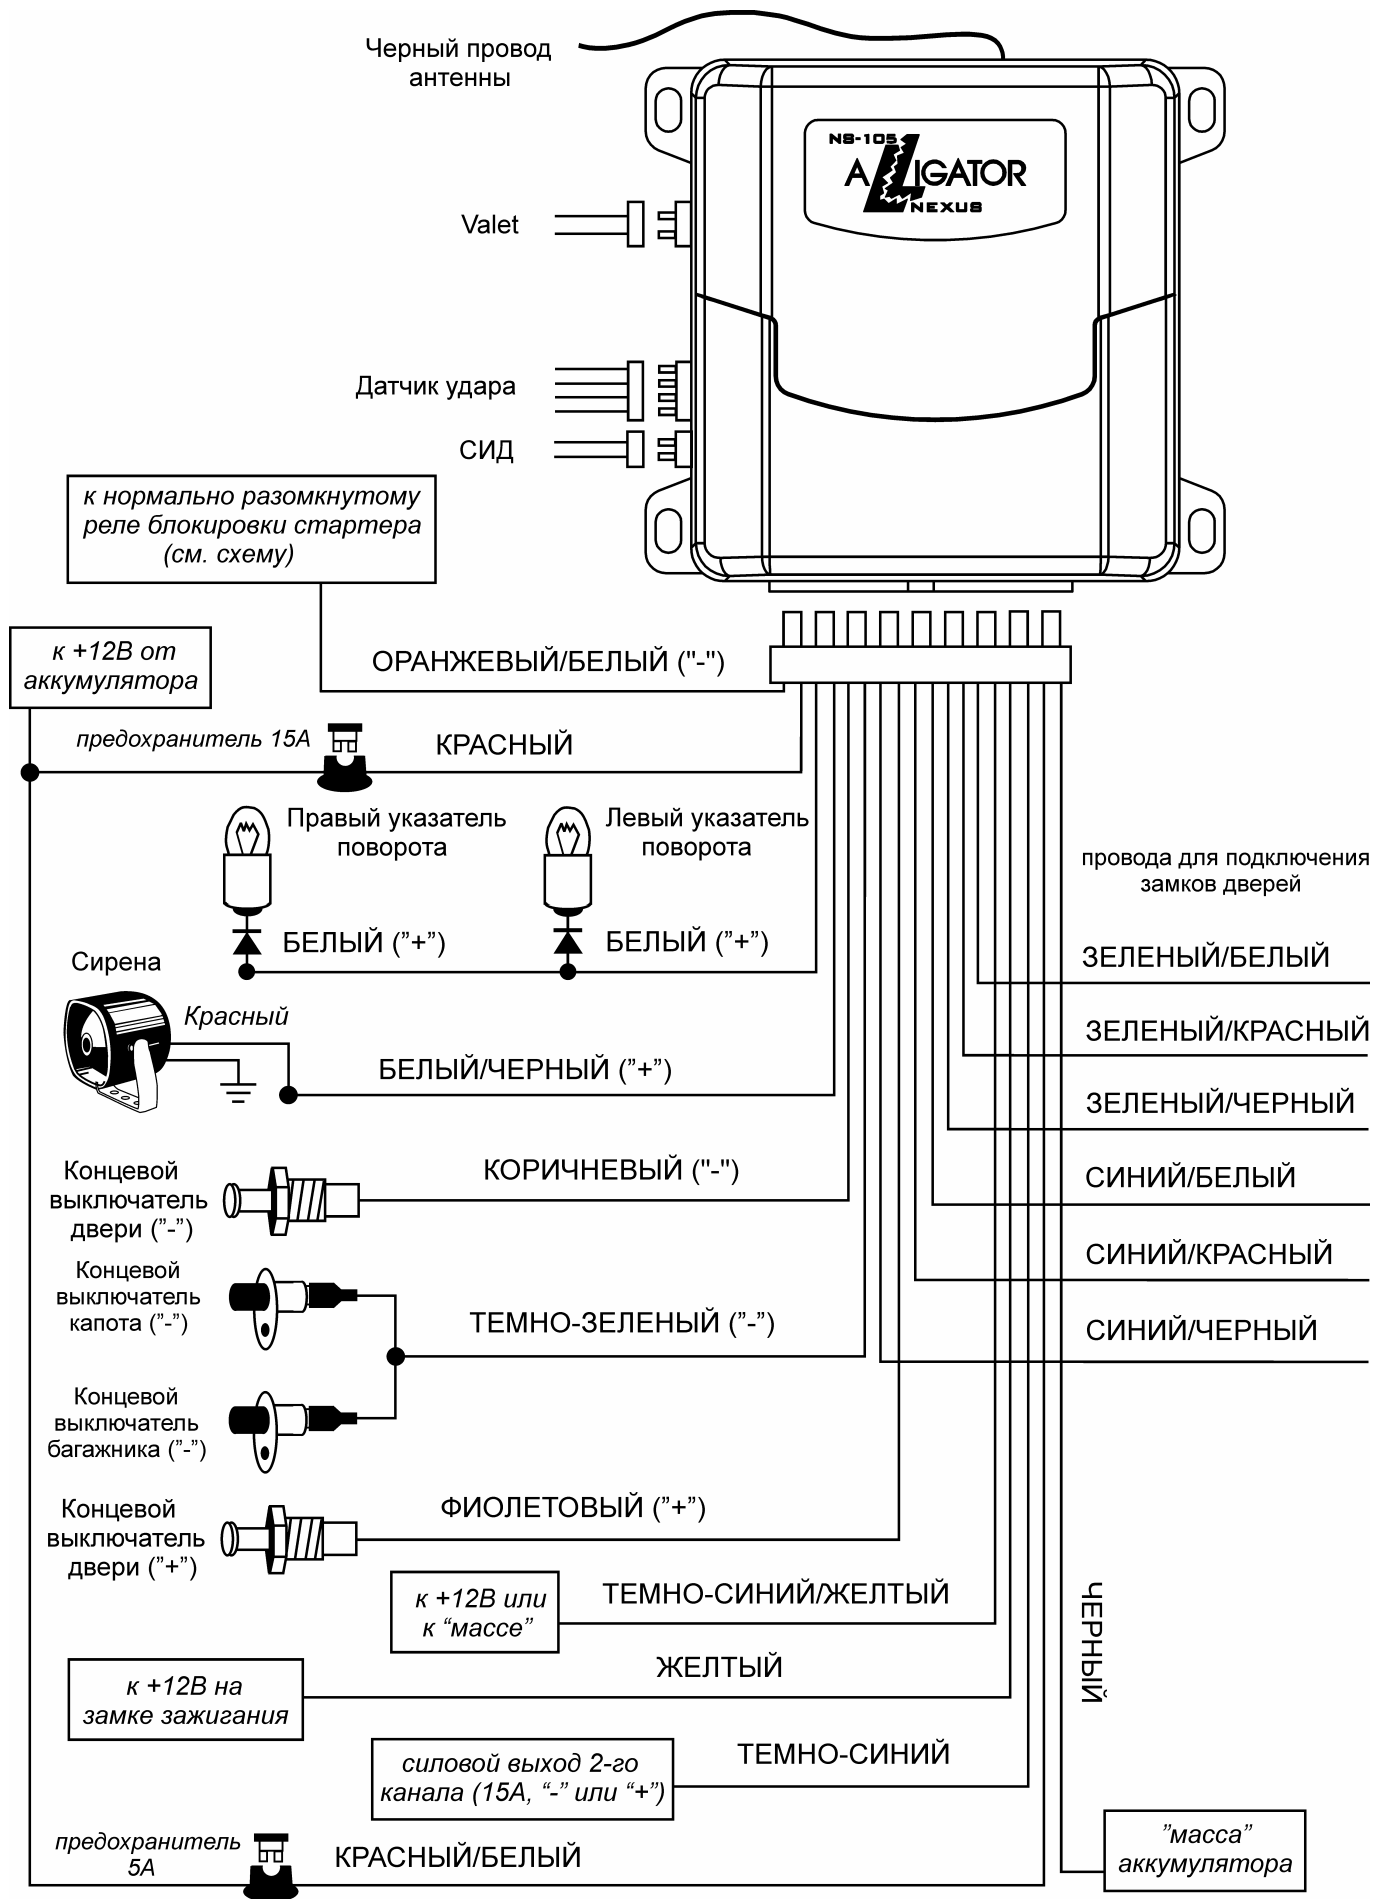 Черный провод
антенны
NS-105
ALLIGATOR
NEXUS
Valet
Датчик удара
СИД
к нормально разомкнутому
реле блокировки стартера
(см. схему)
ОРАНЖЕВЫЙ/БЕЛЫЙ ("-")
к +12В от
аккумулятора
предохранитель 15А
КРАСНЫЙ
Правый указатель
поворота
Левый указатель
поворота
провода для подключения
замков дверей
БЕЛЫЙ ("+")
БЕЛЫЙ ("+")
ЗЕЛЕНЫЙ/БЕЛЫЙ
Сирена
Красный
ЗЕЛЕНЫЙ/КРАСНЫЙ
БЕЛЫЙ/ЧЕРНЫЙ ("+")
ЗЕЛЕНЫЙ/ЧЕРНЫЙ
Концевой
выключатель
двери ("-")
КОРИЧНЕВЫЙ ("-")
СИНИЙ/БЕЛЫЙ
Концевой
выключатель
капота ("-")
СИНИЙ/КРАСНЫЙ
ТЕМНО-ЗЕЛЕНЫЙ ("-")
СИНИЙ/ЧЕРНЫЙ
Концевой
выключатель
багажника ("-")
Концевой
выключатель
двери ("+")
ФИОЛЕТОВЫЙ ("+")
к +12В или
к "массе"
ТЕМНО-СИНИЙ/ЖЕЛТЫЙ
ЧЕРНЫЙ
к +12В на
замке зажигания
ЖЕЛТЫЙ
силовой выход 2-го
канала (15А, "-" или "+")
ТЕМНО-СИНИЙ
предохранитель
5А
КРАСНЫЙ/БЕЛЫЙ
"масса"
аккумулятора